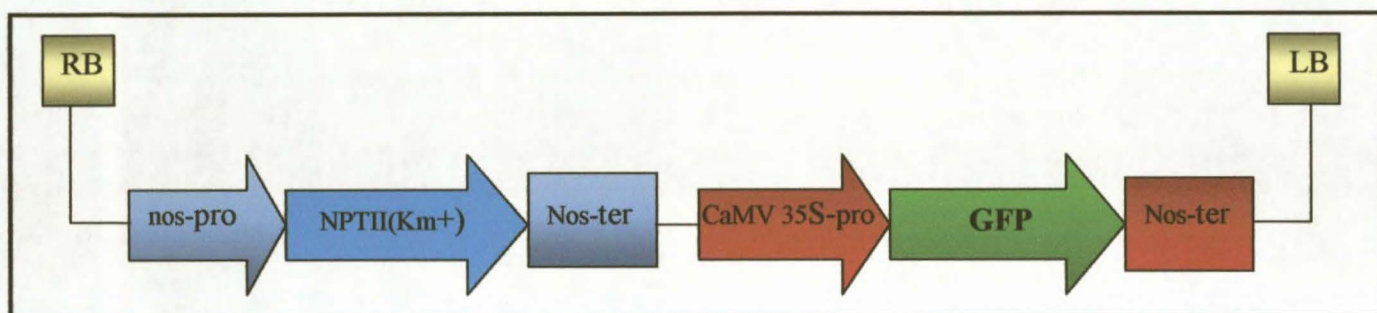 RB
LB
nos-pro
NPTII(Km+)
Nos-ter
CaMV 35S-pro
GFP
Nos-ter